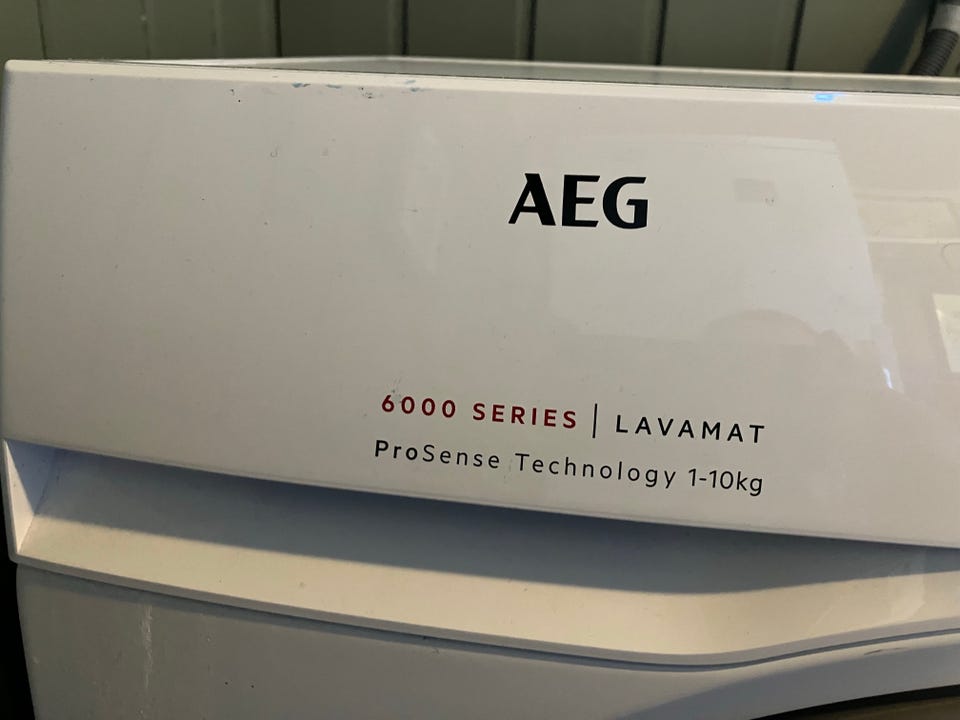 AEG
6000 SERIES | LAVAMAT
ProSense Technology 1-10kg